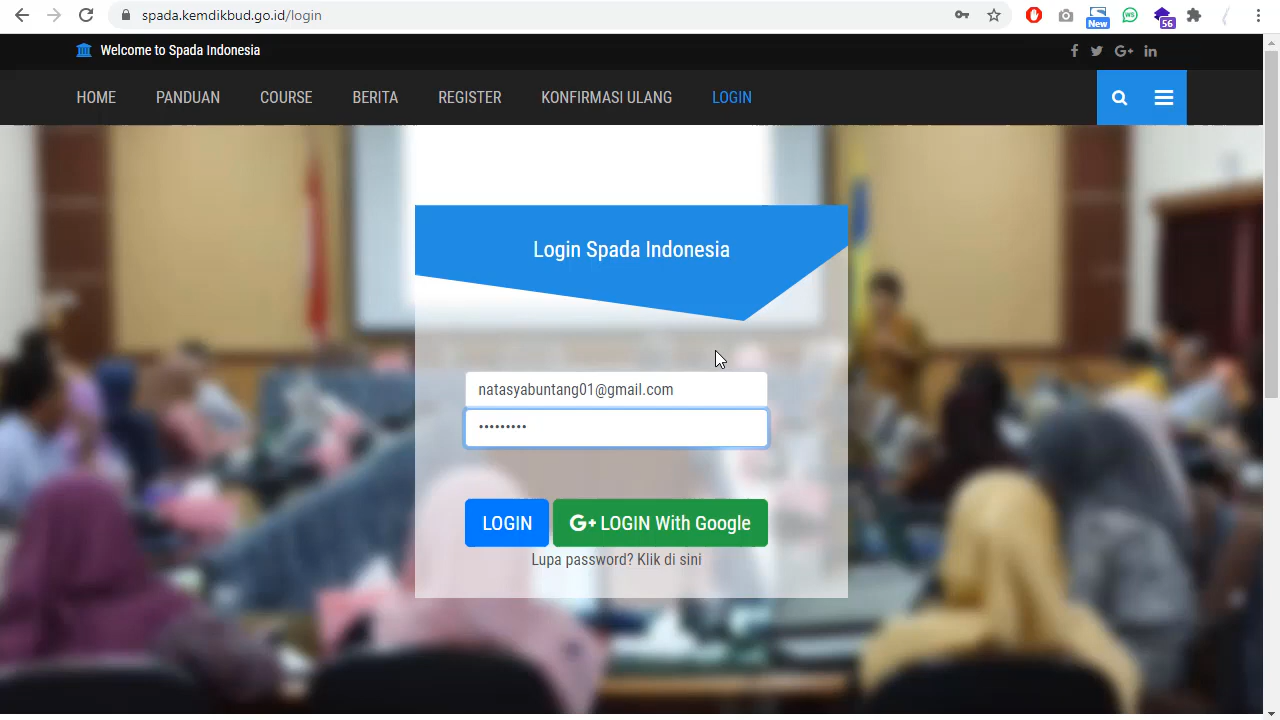 spada.kemdikbud.go.id/login
New
WS
56
Welcome to Spada Indonesia
HOME PANDUAN COURSE BERITA REGISTER KONFIRMASI ULANG LOGIN
Login Spada Indonesia
natasyabuntang01@gmail.com
•••••••••
LOGIN
G+ LOGIN With Google
Lupa password? Klik di sini